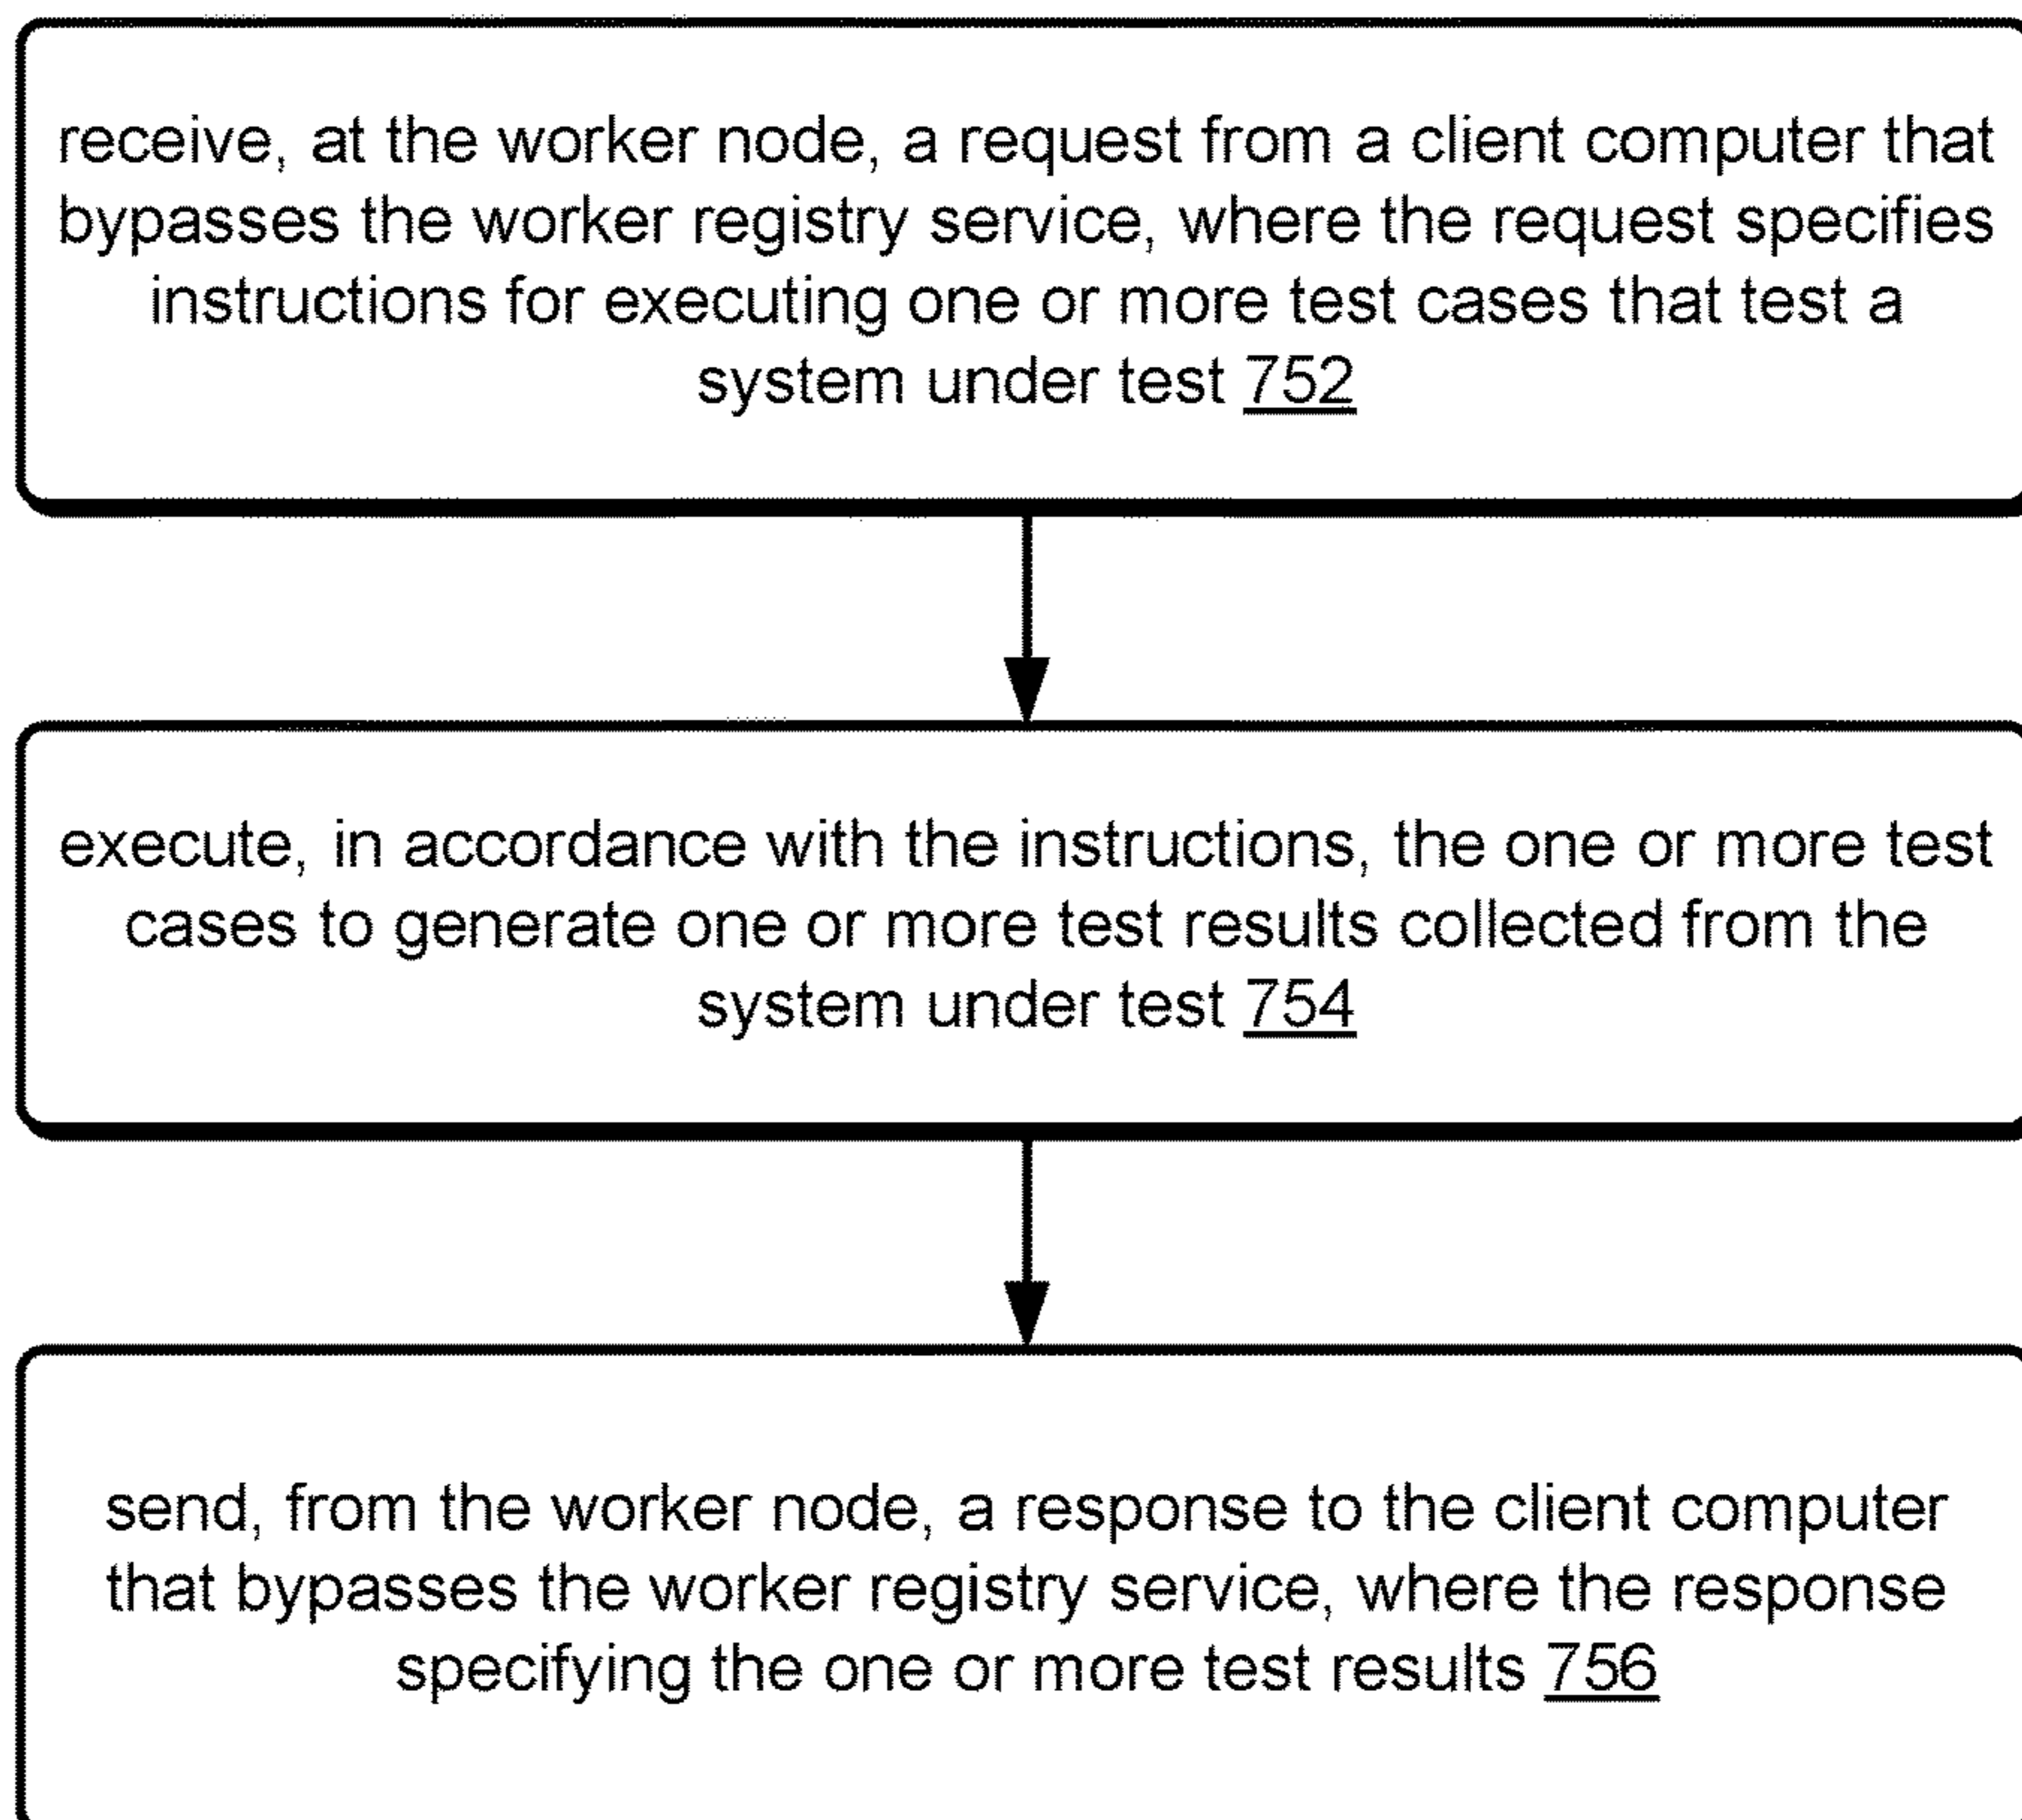 receive, at the worker node, a request from a client computer that
bypasses the worker registry service, where the request specifies
instructions for executing one or more test cases that test a
system under test 752
execute, in accordance with the instructions, the one or more test
cases to generate one or more test results collected from the
system under test 754
send, from the worker node, a response to the client computer
that bypasses the worker registry service, where the response
specifying the one or more test results 756